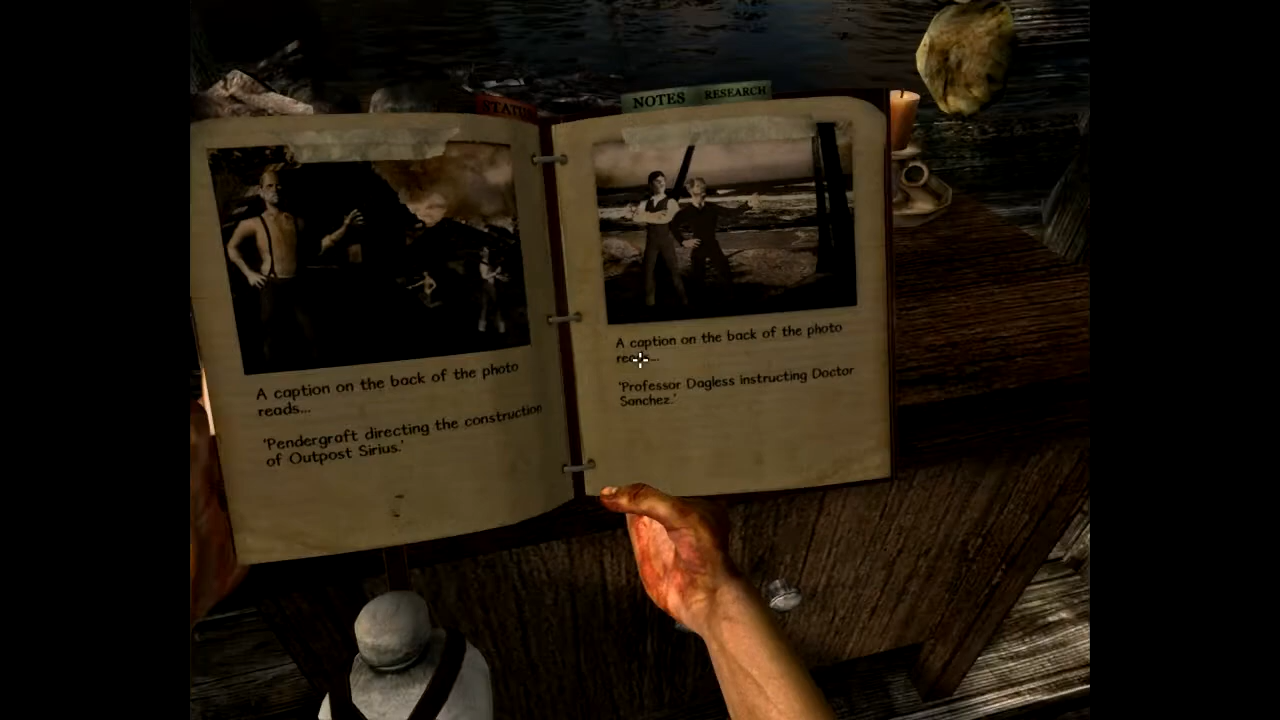 STATU
NOTES RESEARCH
A caption on the back of the photo
reads...
'Pendergraft directing the construction
of Outpost Sirius.'
A caption on the back of the photo
'Professor Dagless instructing Doctor
Sanchez.'